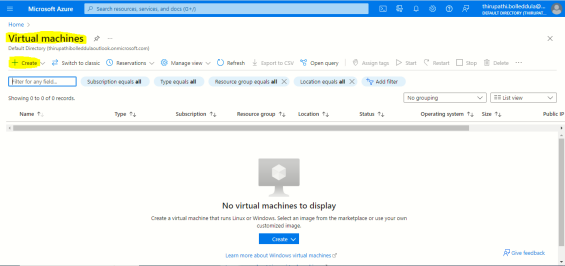 Microsoft Azure
Search resources, services, and docs (G+/)
DEFAULT DIRECTORY (THIRUPAT...
Home >
Virtual machines
Default Directory (thirupathibolleddulaoutlook.onmicrosoft.com)
Create Switch to classic Reservations Manage view Refresh Export to CSV Open query Assign tags Start Restart Stop Delete
Filter for any field... Subscription equals all Type equals all Resource group equals all Location equals all Add filter
Showing 0 to 0 of 0 records.
No grouping List view
Name Type Subscription Resource group Location Status Operating system Size Public IP
No virtual machines to display
Create a virtual machine that runs Linux or Windows. Select an image from the marketplace or use your own
customized image.
Create
Learn more about Windows virtual machines
Give feedback